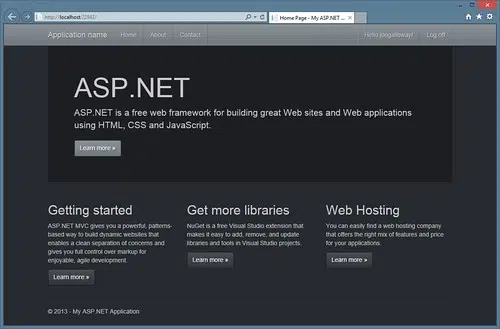 http://localhost:22942/
Home Page - My ASP.NET ...
Application name Home About Contact Hello jongalloway! Log off
ASP.NET
ASP.NET is a free web framework for building great Web sites and Web applications
using HTML, CSS and JavaScript.
Learn more »
Getting started
ASP.NET MVC gives you a powerful, patterns-
based way to build dynamic websites that
enables a clean separation of concerns and
gives you full control over markup for
enjoyable, agile development.
Learn more »
Get more libraries
NuGet is a free Visual Studio extension that
makes it easy to add, remove, and update
libraries and tools in Visual Studio projects.
Learn more »
Web Hosting
You can easily find a web hosting company
that offers the right mix of features and price
for your applications.
Learn more »
© 2013 - My ASP.NET Application